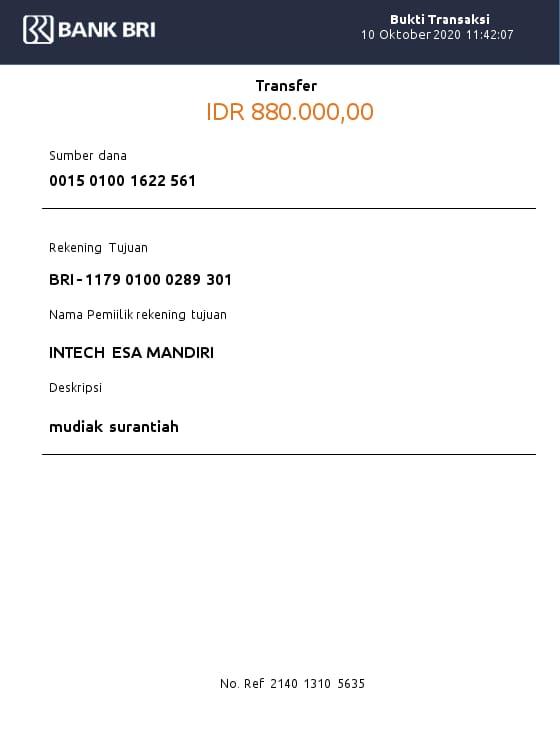 BANK BRI
Bukti Transaksi
10 Oktober 2020 11:42:07
Transfer
IDR 880.000,00
Sumber dana
0015 0100 1622 561
Rekening Tujuan
BRI - 1179 0100 0289 301
Nama Pemiilik rekening tujuan
INTECH ESA MANDIRI
Deskripsi
mudiak surantiah
No. Ref 2140 1310 5635